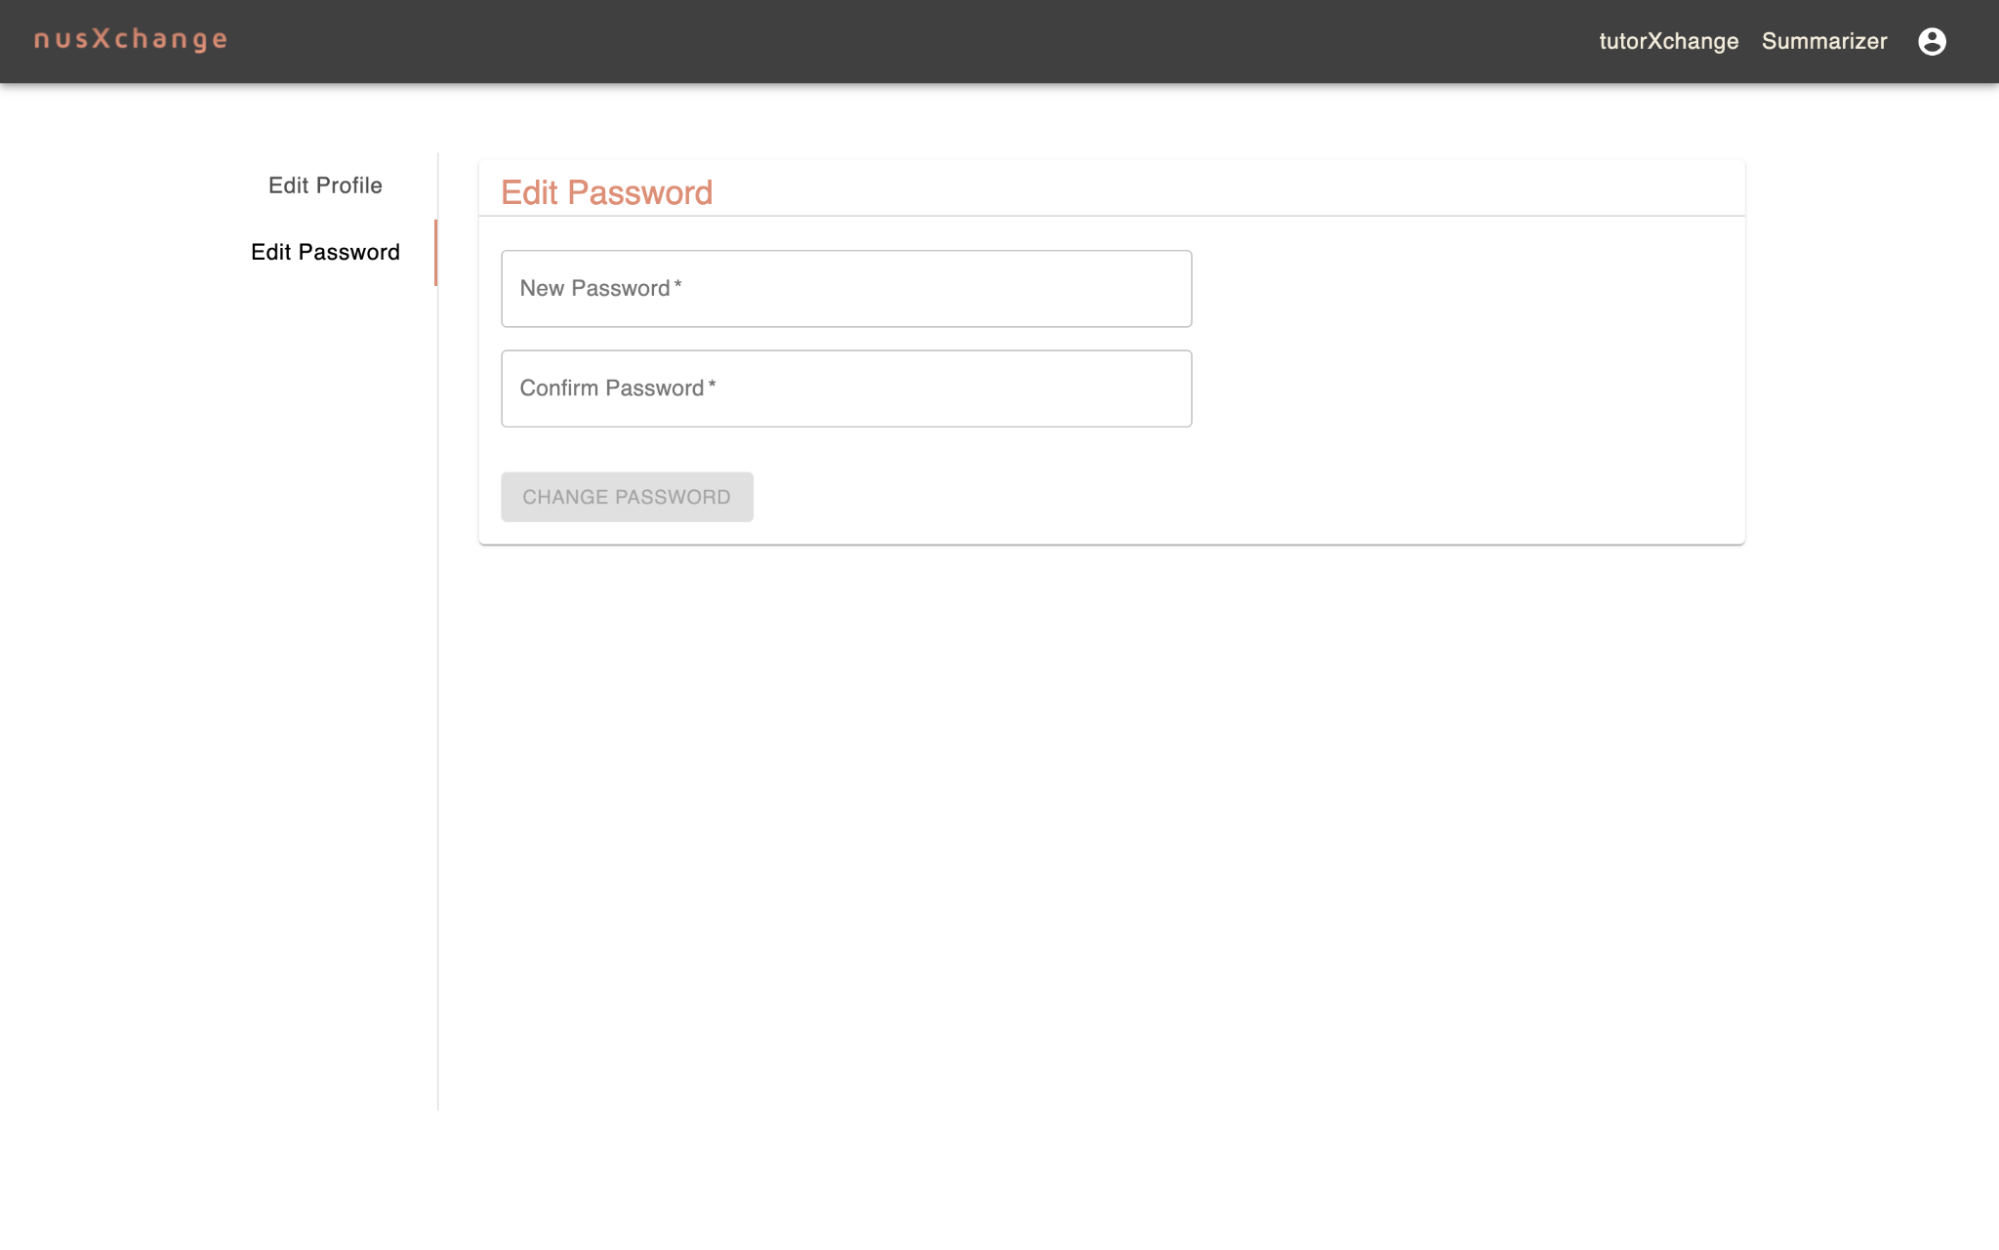 nusXchange
tutorXchange Summarizer
Edit Profile
Edit Password
Edit Password
New Password *
Confirm Password *
CHANGE PASSWORD